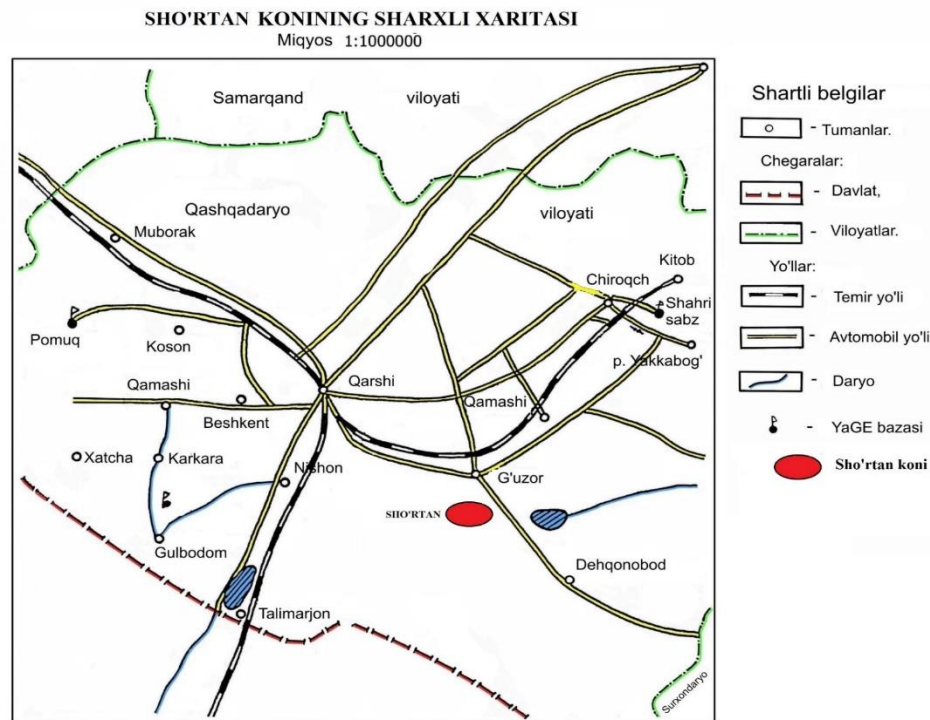 SHO'RTAN KONINING SHARXLI XARITASI
Miqyos 1:1000000
Samarqand viloyati
Qashqadaryo viloyati
Muborak
Kitob
Chiroqch
Shahri
sabz
Pomuq
Koson
p. Yakkabog'
Qamashi
Qarshi
Beshkent
Qamashi
Xatcha
Karkara
Nishon
G'uzor
SHO'RTAN
Gulbodom
Dehqonobod
Talimarjon
Surxondaryo
Shartli belgilar
- Tumanlar.
Chegaralar:
- Davlat,
- Viloyatlar.
Yo'llar:
- Temir yo'li
- Avtomobil yo'li
- Daryo
- YaGE bazasi
Sho'rtan koni